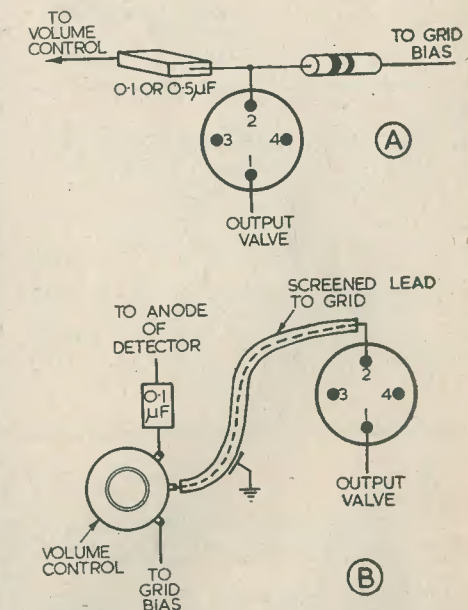 TO
VOLUME
CONTROL
0·1 OR 0·5µF
TO GRID
BIAS
2
3
4
1
A
OUTPUT
VALVE
SCREENED LEAD
TO GRID
TO ANODE
OF
DETECTOR
0·1
µF
2
3
4
1
OUTPUT
VALVE
VOLUME
CONTROL
TO
GRID
BIAS
B